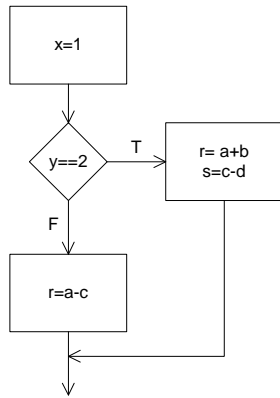 x=1
y==2
T
r= a+b
s=c-d
F
r=a-c